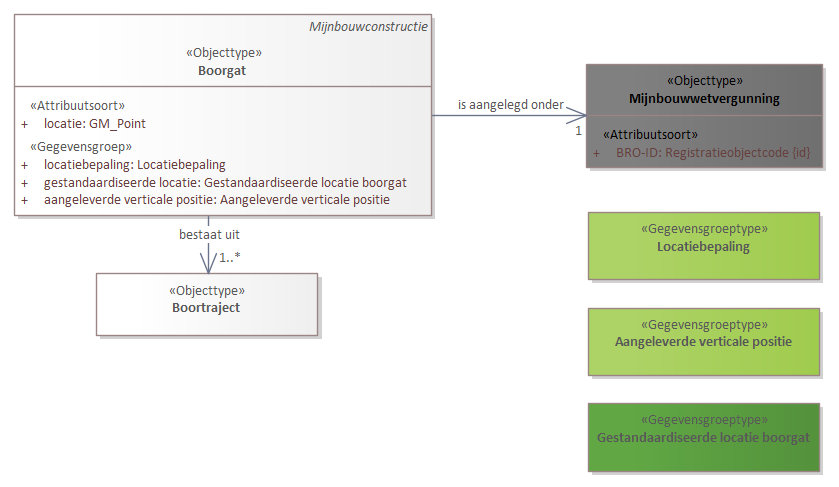 Mijnbouwconstructie
«Objecttype»
Boorgat
«Attribuutsoort»
+ locatie: GM_Point
«Gegevensgroep»
+ locatiebepaling: Locatiebepaling
+ gestandaardiseerde locatie: Gestandaardiseerde locatie boorgat
+ aangeleverde verticale positie: Aangeleverde verticale positie
is aangelegd onder
1
«Objecttype»
Mijnbouwwetvergunning
«Attribuutsoort»
+ BRO-ID: Registratieobjectcode {id}
bestaat uit
1..*
«Objecttype»
Boortraject
«Gegevensgroeptype»
Locatiebepaling
«Gegevensgroeptype»
Aangeleverde verticale positie
«Gegevensgroeptype»
Gestandaardiseerde locatie boorgat